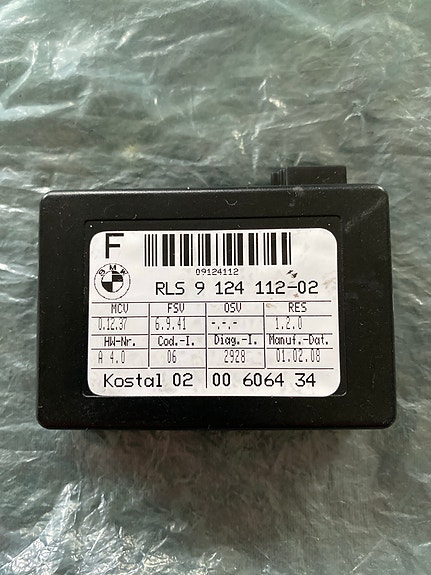 F
09124112
BMW
RLS 9 124 112-02
MCV FSV OSV RES
0.12.37 6.9.41 -.-.- 1.2.0
HW-Nr. Cod.-I. Diag.-I. Manuf.-Dat.
A 4.0 06 2928 01.02.08
Kostal 02 00 6064 34